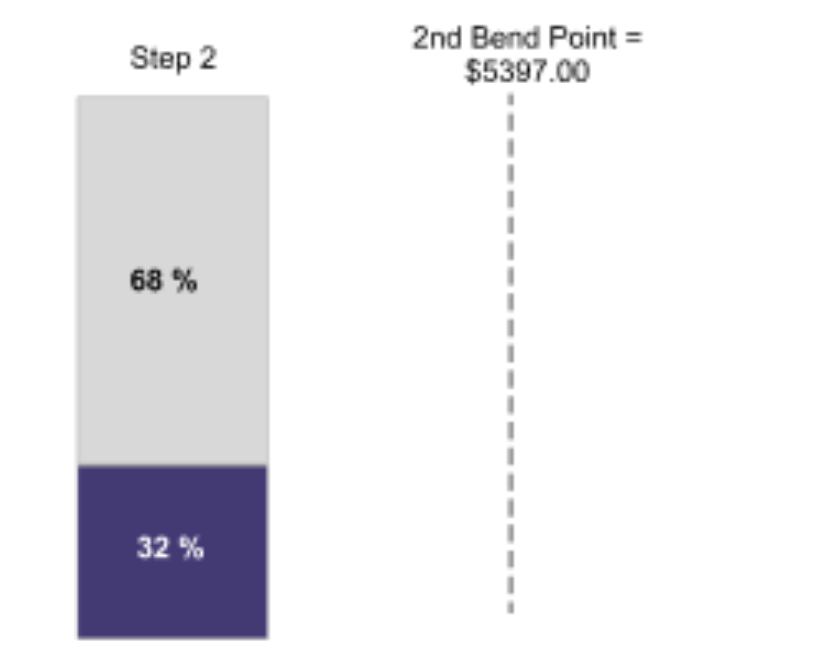 Step 2
2nd Bend Point =
$5397.00
68 %
32 %